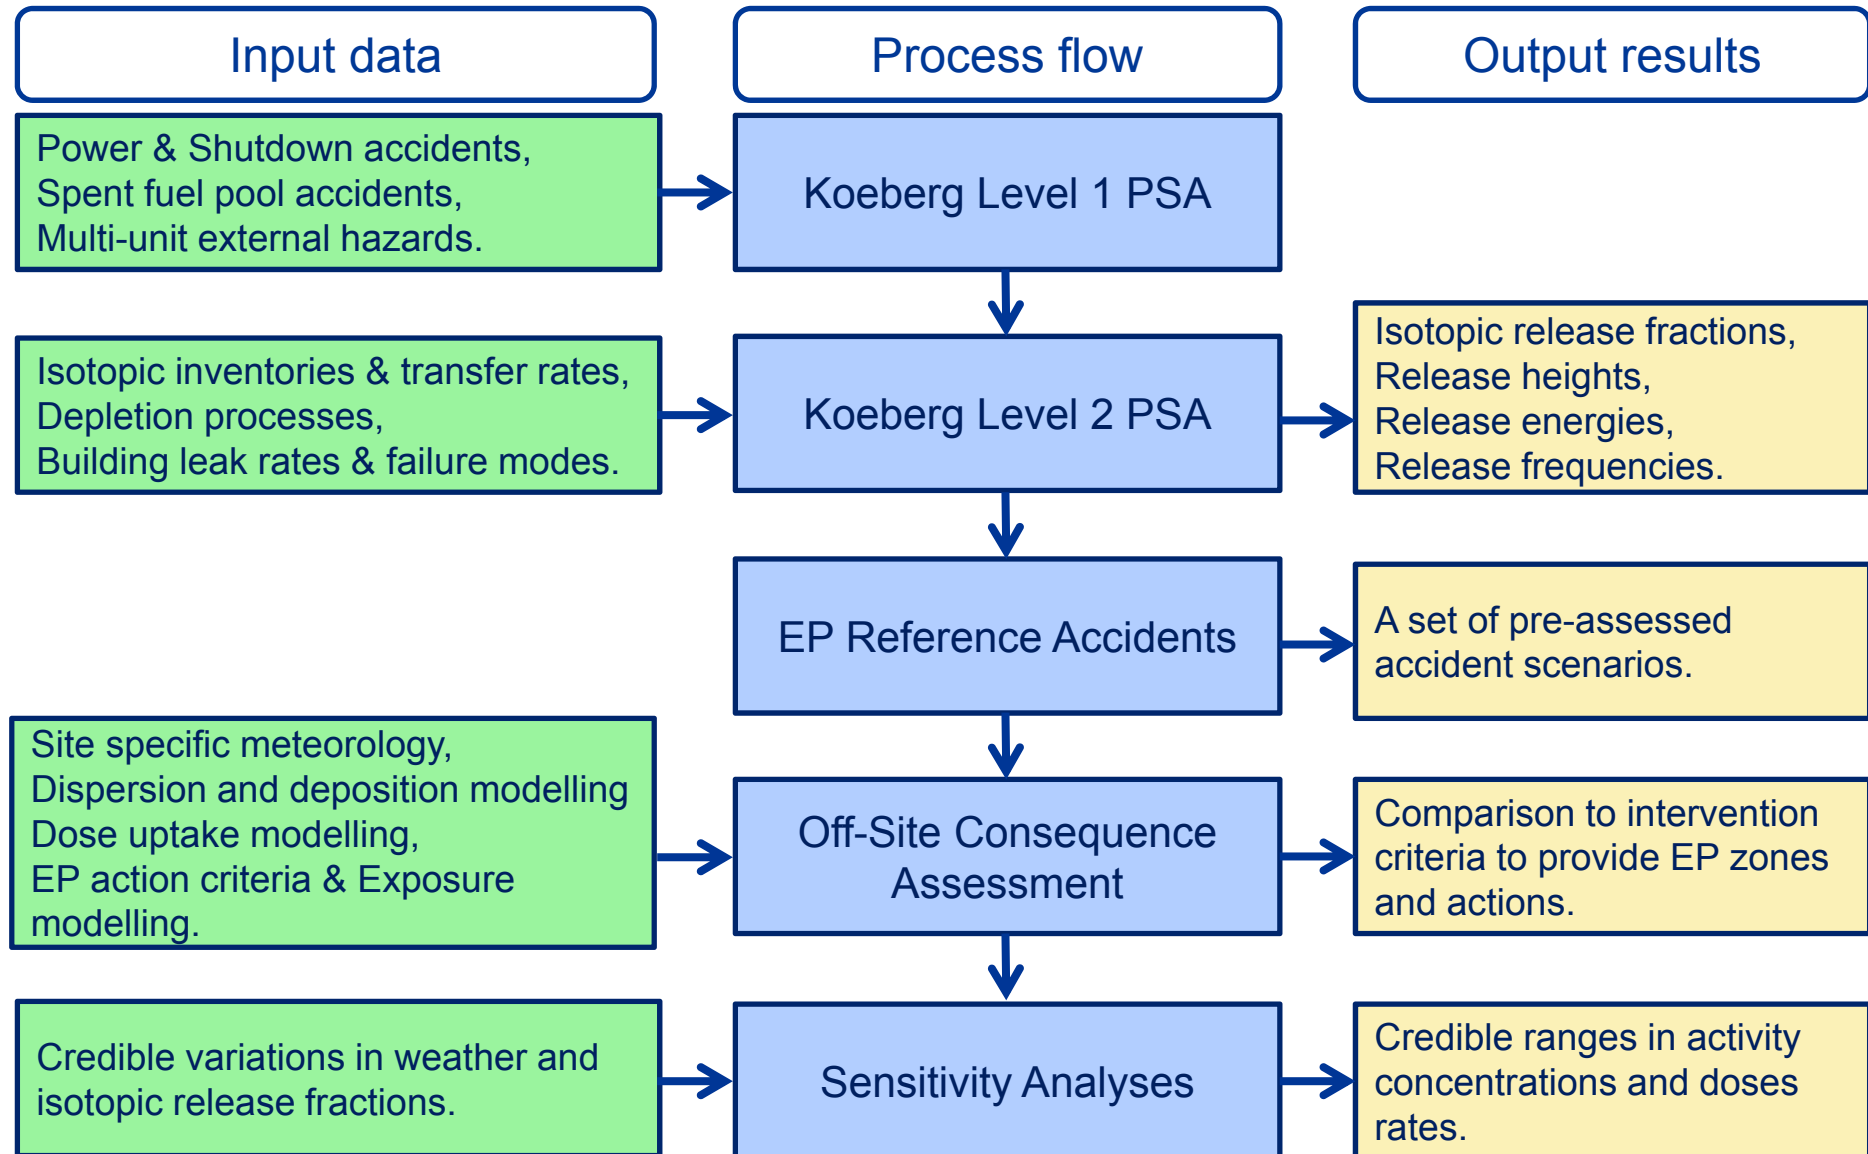 Input data
Process flow
Output results
Power & Shutdown accidents,
Spent fuel pool accidents,
Multi-unit external hazards.
Koeberg Level 1 PSA
Isotopic inventories & transfer rates,
Depletion processes,
Building leak rates & failure modes.
Koeberg Level 2 PSA
Isotopic release fractions,
Release heights,
Release energies,
Release frequencies.
EP Reference Accidents
A set of pre-assessed
accident scenarios.
Site specific meteorology,
Dispersion and deposition modelling
Dose uptake modelling,
EP action criteria & Exposure
modelling.
Off-Site Consequence
Assessment
Comparison to intervention
criteria to provide EP zones
and actions.
Credible variations in weather and
isotopic release fractions.
Sensitivity Analyses
Credible ranges in activity
concentrations and doses
rates.